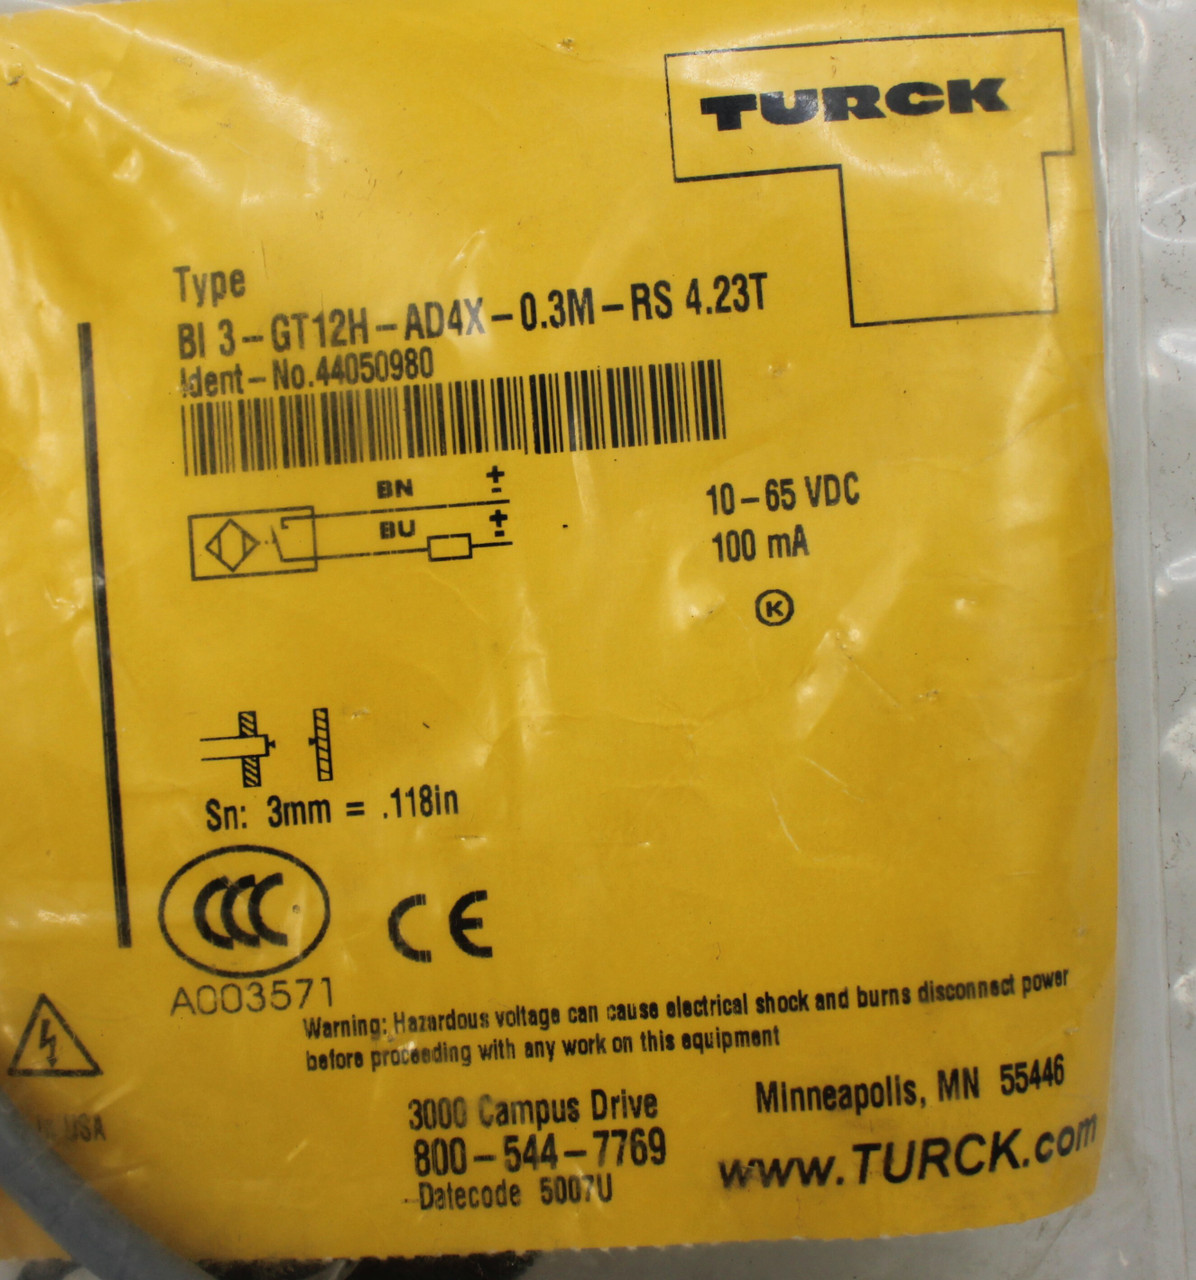 TURCK
Type
BI 3-GT12H-AD4X-0.3M-RS 4.23T
Ident-No.44050980
BN + -
BU + -
10-65 VDC
100 mA
K
Sn: 3mm = .118in
CCC CE
A003571
Warning: Hazardous voltage can cause electrical shock and burns disconnect power
before proceeding with any work on this equipment
USA
3000 Campus Drive Minneapolis, MN 55446
800-544-7769 www.TURCK.com
Datecode 5007U